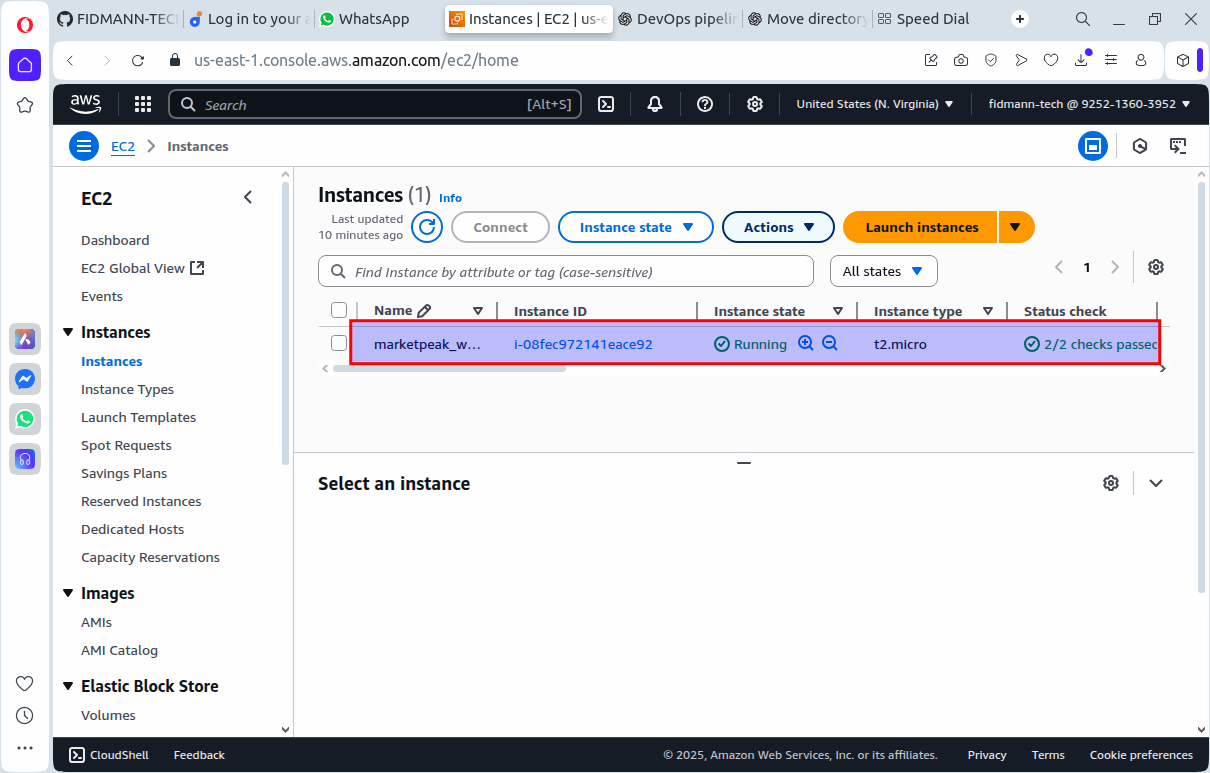 FIDMANN-TECH
Log in to your a
WhatsApp
Instances | EC2 | us-e
DevOps pipelin
Move directory
Speed Dial
us-east-1.console.aws.amazon.com/ec2/home
aws
Search
[Alt+S]
United States (N. Virginia)
fidmann-tech @ 9252-1360-3952
EC2
Instances
EC2
Dashboard
EC2 Global View
Events
Instances
Instances
Instance Types
Launch Templates
Spot Requests
Savings Plans
Reserved Instances
Dedicated Hosts
Capacity Reservations
Images
AMIs
AMI Catalog
Elastic Block Store
Volumes
Instances (1) Info
Last updated
10 minutes ago
Connect
Instance state
Actions
Launch instances
Find Instance by attribute or tag (case-sensitive)
All states
1
Name
Instance ID
Instance state
Instance type
Status check
marketpeak_w...
i-08fec972141eace92
Running
t2.micro
2/2 checks passed
Select an instance
CloudShell
Feedback
© 2025, Amazon Web Services, Inc. or its affiliates.
Privacy
Terms
Cookie preferences